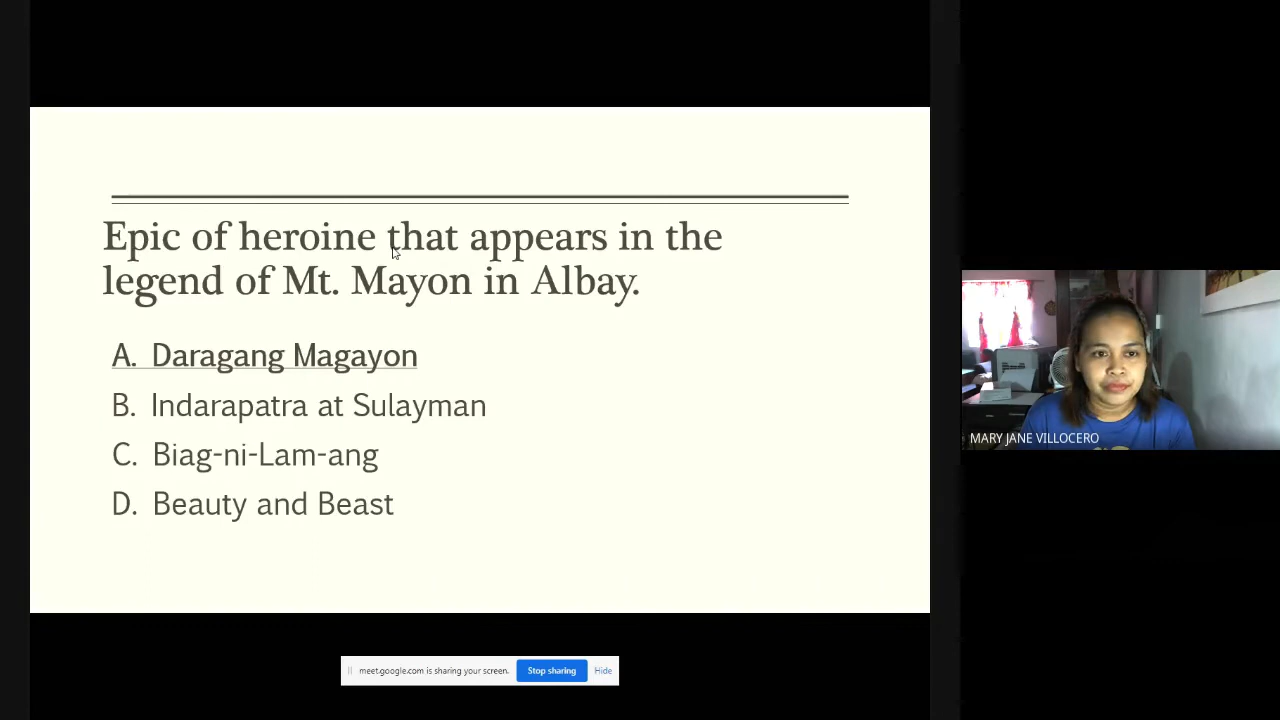 Epic of heroine that appears in the
legend of Mt. Mayon in Albay.
A. Daragang Magayon
B. Indarapatra at Sulayman
C. Biag-ni-Lam-ang
D. Beauty and Beast
MARY JANE VILLOCERO
meet.google.com is sharing your screen.
Stop sharing
Hide